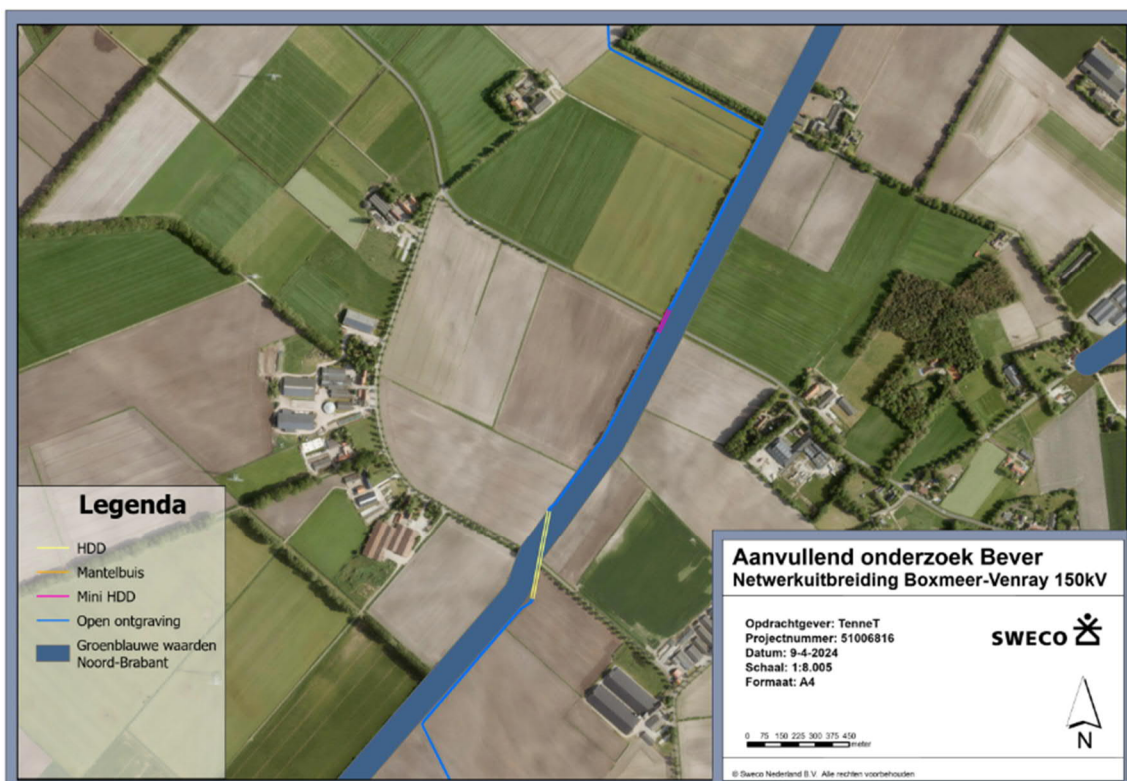 Legenda
HDD
Mantelbuis
Mini HDD
Open ontgraving
Groenblauwe waarden
Noord-Brabant
Aanvullend onderzoek Bever
Netwerkuitbreiding Boxmeer-Venray 150kV
Opdrachtgever: TenneT
Projectnummer: 51006816
Datum: 9-4-2024
Schaal: 1:8.005
Formaat: A4
SWECO
0 75 150 225 300 375 450
meter
N
© Sweco Nederland B.V. Alle rechten voorbehouden